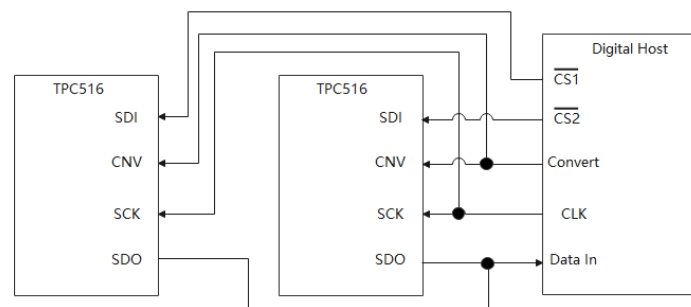 Digital Host
TPC516
TPC516
CS1
SDI
SDI
CS2
CNV
CNV
Convert
SCK
SCK
CLK
SDO
SDO
Data In